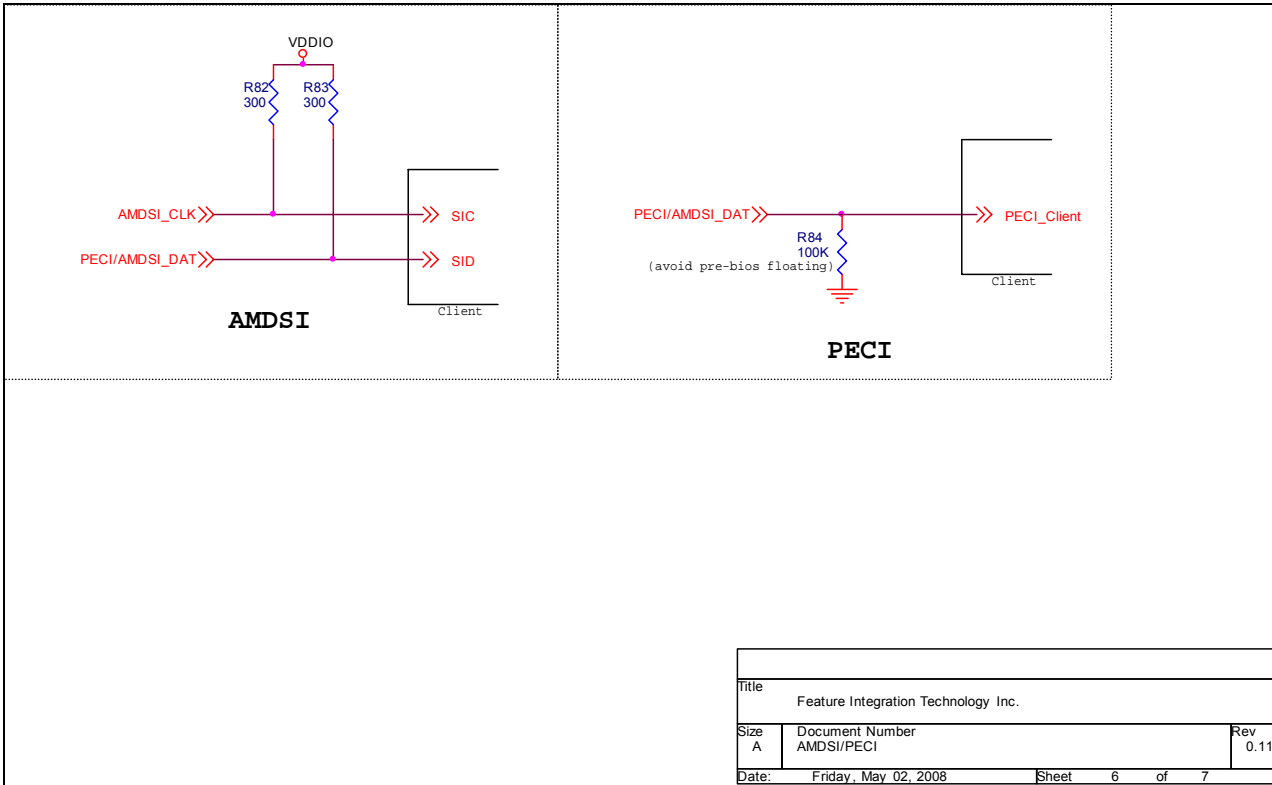 VDDIO
R82
300
R83
300
AMDSI_CLK
SIC
PECI/AMDSI_DAT
SID
Client
AMDSI
PECI/AMDSI_DAT
PECI_Client
R84
100K
(avoid pre-bios floating)
Client
PECI
Title
Feature Integration Technology Inc.
Size
A
Document Number
AMDSI/PECI
Rev
0.11
Date: Friday, May 02, 2008 Sheet 6 of 7